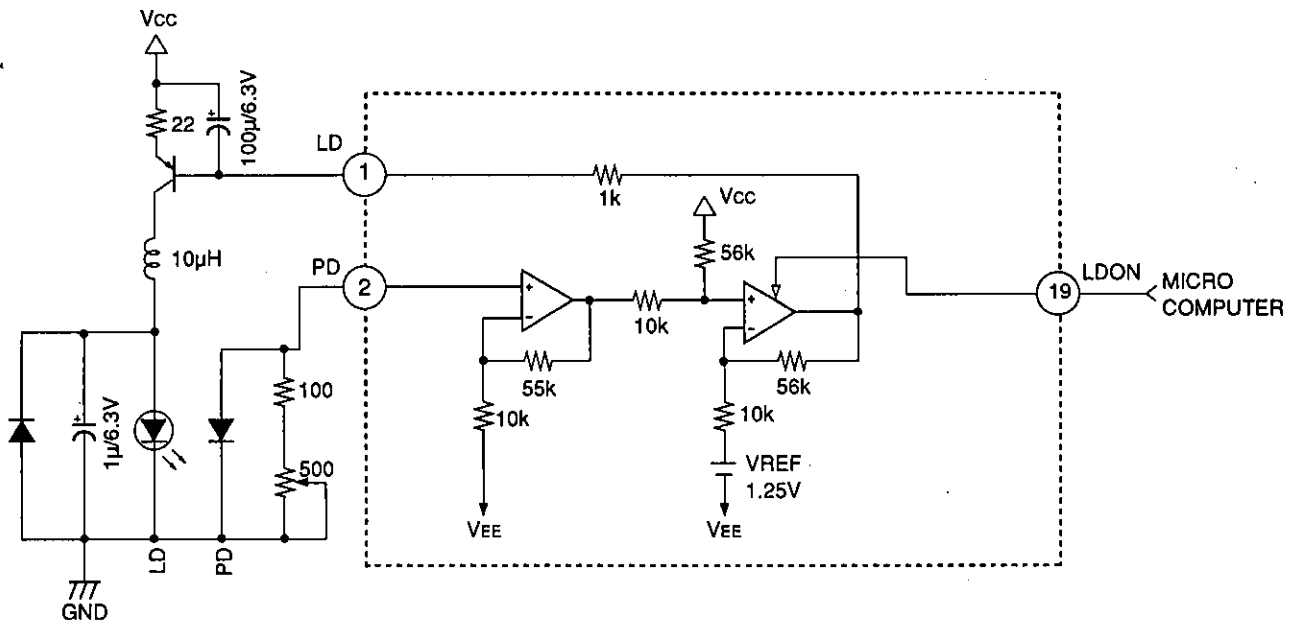 Vcc
22
100μ/6.3V
LD
1
1k
Vcc
56k
10μH
PD
2
+
−
10k
+
−
LDON
19
MICRO
COMPUTER
55k
56k
100
10k
10k
1μ/6.3V
500
VREF
1.25V
VEE
VEE
LD
PD
GND